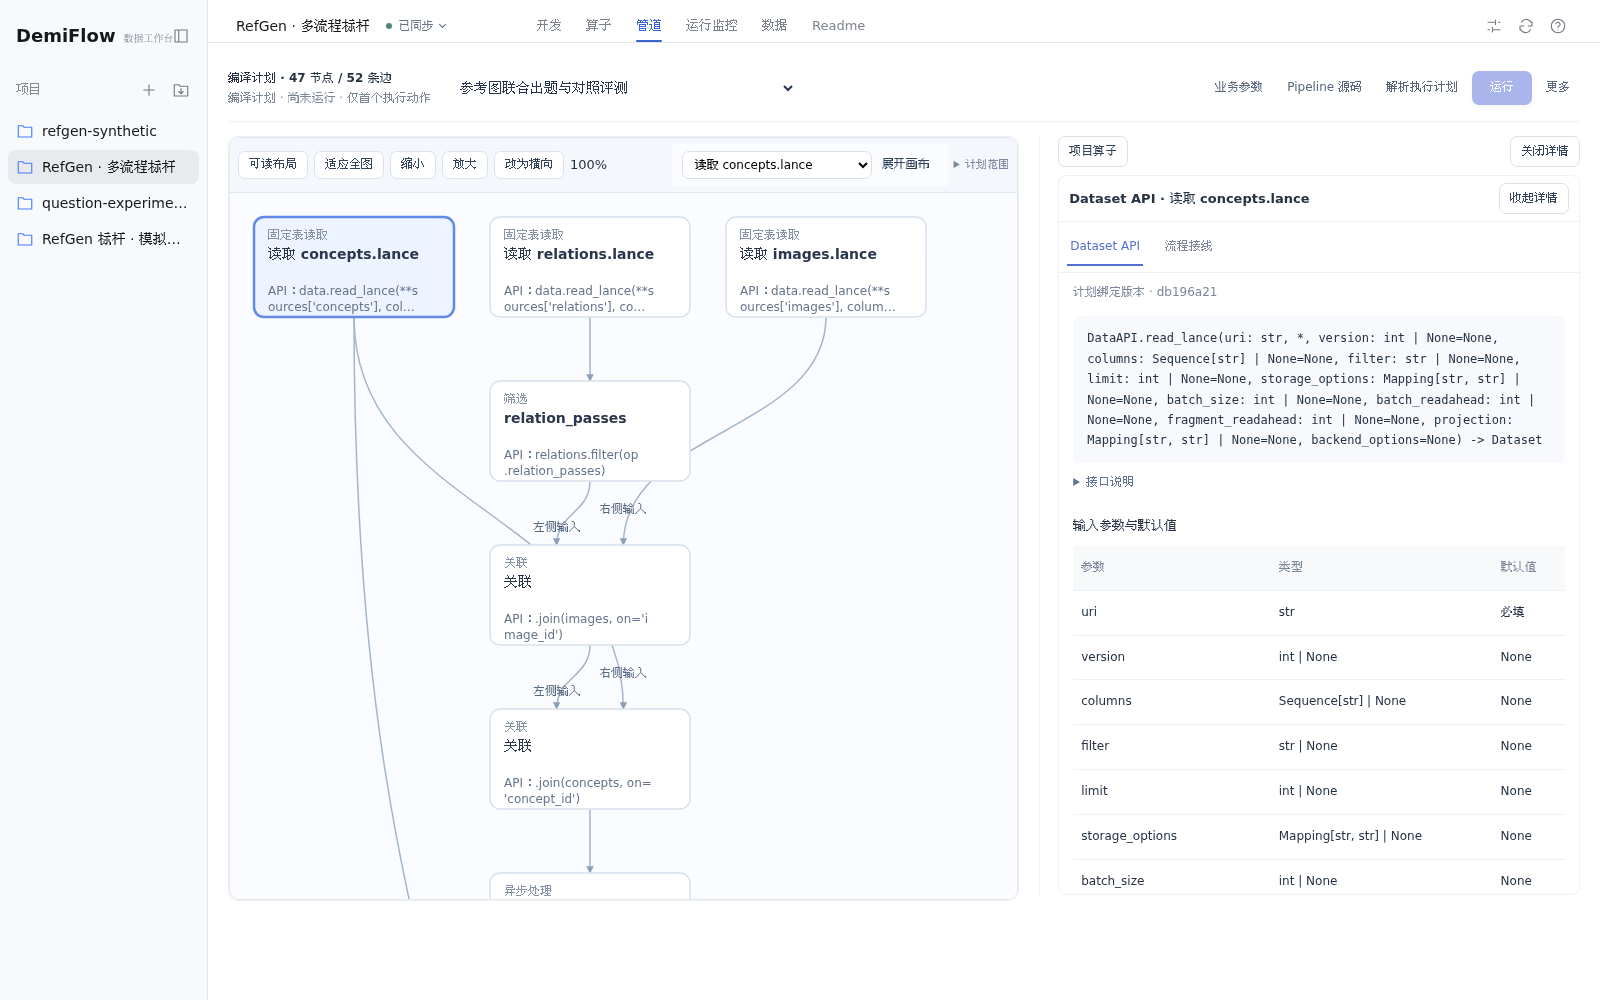 DemiFlow 数据工作台
项目
refgen-synthetic
RefGen · 多流程标杆
question-experime...
RefGen 标杆 · 模拟...
RefGen · 多流程标杆
已同步
开发
算子
管道
运行监控
数据
Readme
编译计划 · 47 节点 / 52 条边
编译计划 · 尚未运行 · 仅首个执行动作
参考图联合出题与对照评测
业务参数
Pipeline 源码
解析执行计划
运行
更多
可读布局
适应全图
缩小
放大
改为横向
100%
读取 concepts.lance
展开画布
计划范围
固定表读取
读取 concepts.lance
API：data.read_lance(**s
ources['concepts'], col...
固定表读取
读取 relations.lance
API：data.read_lance(**s
ources['relations'], co...
固定表读取
读取 images.lance
API：data.read_lance(**s
ources['images'], colum...
筛选
relation_passes
API：relations.filter(op
.relation_passes)
右侧输入
左侧输入
关联
关联
API：.join(images, on='i
mage_id')
右侧输入
左侧输入
关联
关联
API：.join(concepts, on=
'concept_id')
异步处理
项目算子
关闭详情
Dataset API · 读取 concepts.lance
收起详情
Dataset API
流程接线
计划绑定版本 · db196a21
DataAPI.read_lance(uri: str, *, version: int | None=None,
columns: Sequence[str] | None=None, filter: str | None=None,
limit: int | None=None, storage_options: Mapping[str, str] |
None=None, batch_size: int | None=None, batch_readahead: int |
None=None, fragment_readahead: int | None=None, projection:
Mapping[str, str] | None=None, backend_options=None) -> Dataset
接口说明
输入参数与默认值
参数 类型 默认值
uri str 必填
version int | None None
columns Sequence[str] | None None
filter str | None None
limit int | None None
storage_options Mapping[str, str] | None None
batch_size int | None None